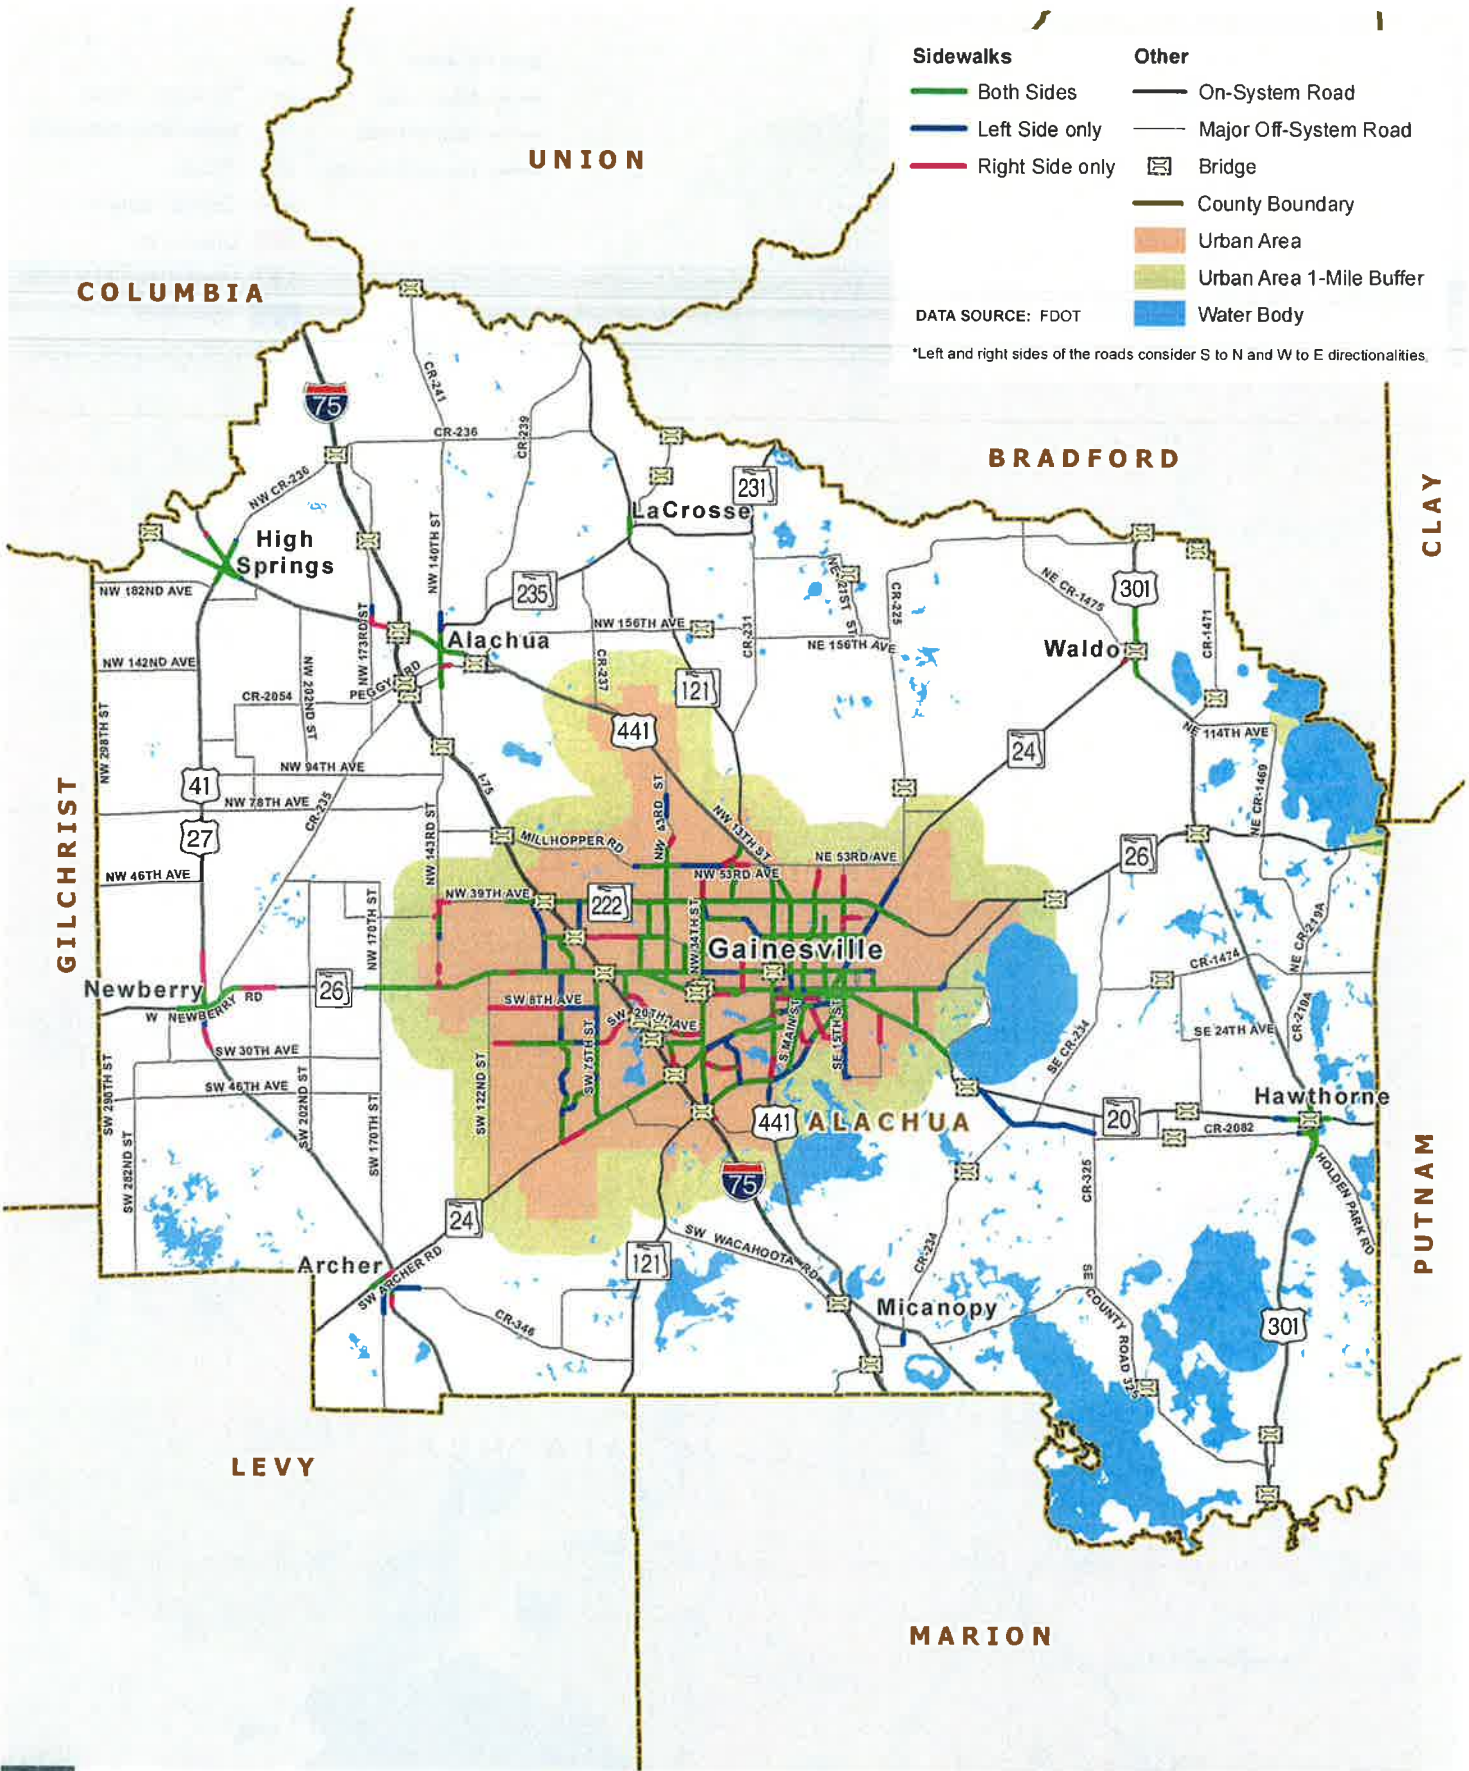 Sidewalks
Both Sides
Left Side only
Right Side only
Other
On-System Road
Major Off-System Road
Bridge
County Boundary
Urban Area
Urban Area 1-Mile Buffer
Water Body
DATA SOURCE: FDOT
*Left and right sides of the roads consider S to N and W to E directionalities.
UNION
COLUMBIA
BRADFORD
CLAY
GILCHRIST
PUTNAM
LEVY
MARION
ALACHUA
75
CR-241
CR-236
CR-239
NW CR-236
231
LaCrosse
High
Springs
NW 140TH ST
235
NE 21ST ST
CR-225
NE CR-1475
301
CR-1471
NW 182ND AVE
NW 173RD ST
Alachua
NW 156TH AVE
CR-231
NE 156TH AVE
Waldo
NW 142ND AVE
NW 202ND ST
PEGGY RD
CR-2054
CR-237
121
NW 298TH ST
441
24
NE 114TH AVE
NW 94TH AVE
41
I-75
NW 78TH AVE
CR-235
NW 143RD ST
NW 43RD ST
NW 13TH ST
NE CR-1469
27
MILLHOPPER RD
NE 53RD AVE
26
NW 46TH AVE
NW 53RD AVE
NW 39TH AVE
222
NW 170TH ST
NW 34TH ST
Gainesville
NE CR-219A
CR-1474
Newberry
W NEWBERRY RD
26
SW 8TH AVE
SW 20TH AVE
S MAIN ST
SE 15TH ST
CR-219A
SE 24TH AVE
SW 30TH AVE
SW 75TH ST
SE CR-234
SW 46TH AVE
SW 298TH ST
SW 202ND ST
SW 122ND ST
SW 170TH ST
SW 282ND ST
441
20
Hawthorne
CR-2082
75
CR-325
HOLDEN PARK RD
24
SW WACAHOOTA RD
CR-234
121
Archer
SW ARCHER RD
CR-346
Micanopy
SE COUNTY ROAD 325
301